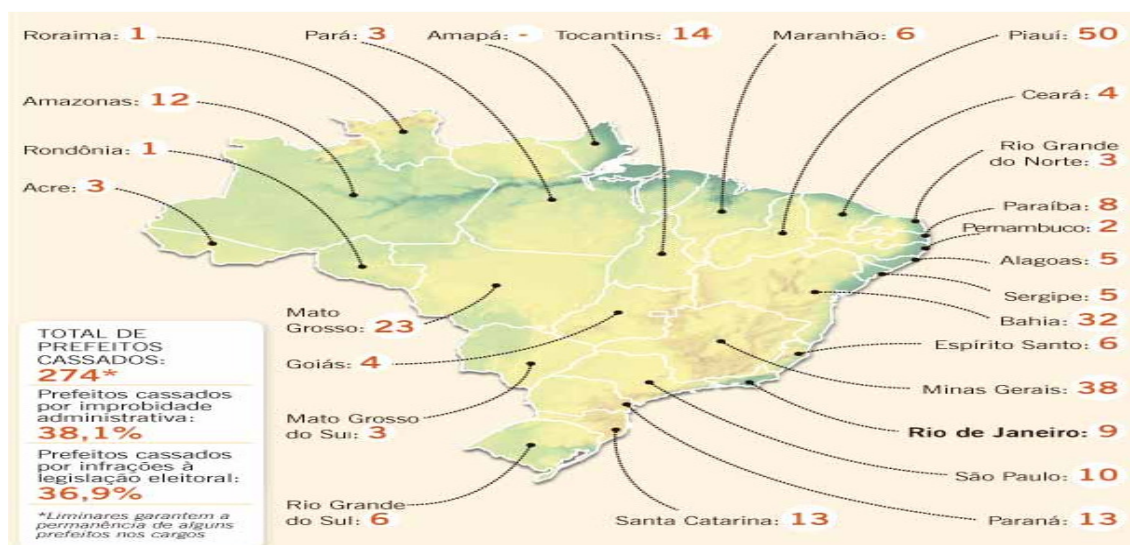 Roraima: 1
Pará: 3
Amapá: -
Tocantins: 14
Maranhão: 6
Piauí: 50
Amazonas: 12
Ceará: 4
Rondônia: 1
Rio Grande
do Norte: 3
Acre: 3
Paraíba: 8
Pernambuco: 2
Alagoas: 5
Sergipe: 5
Mato
Grosso: 23
Bahia: 32
Goiás: 4
Espírito Santo: 6
Minas Gerais: 38
Mato Grosso
do Sul: 3
Rio de Janeiro: 9
São Paulo: 10
Rio Grande
do Sul: 6
Santa Catarina: 13
Paraná: 13
TOTAL DE
PREFEITOS
CASSADOS:
274*
Prefeitos cassados
por improbidade
administrativa:
38,1%
Prefeitos cassados
por infrações à
legislação eleitoral:
36,9%
*Liminares garantem a
permanência de alguns
prefeitos nos cargos